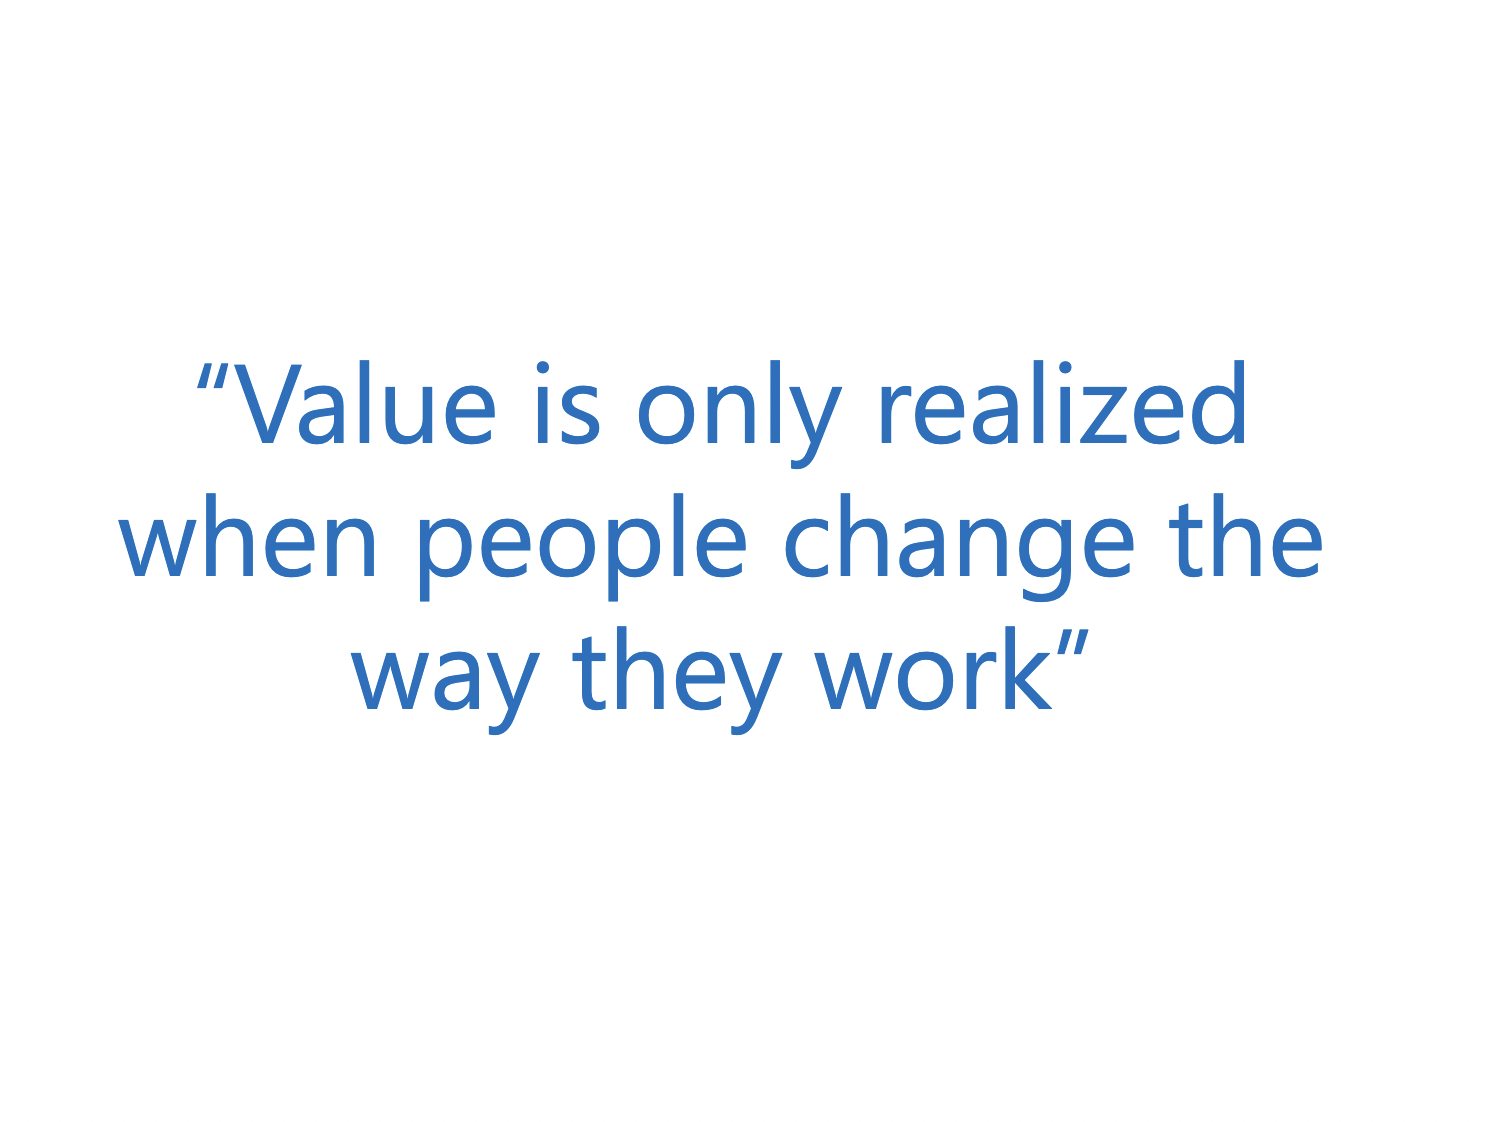 “Value is only realized
when people change the
way they work”